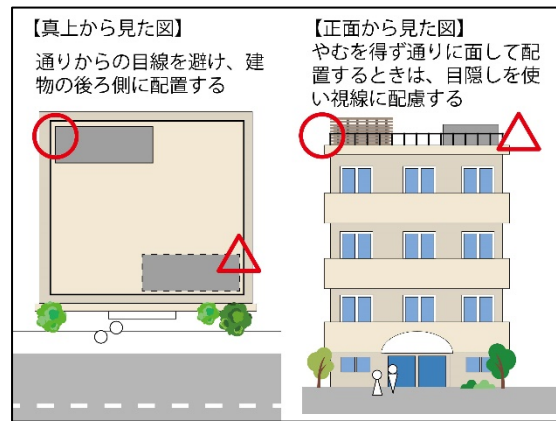 【真上から見た図】
通りからの目線を避け、建
物の後ろ側に配置する
【正面から見た図】
やむを得ず通りに面して配
置するときは、目隠しを使
い視線に配慮する